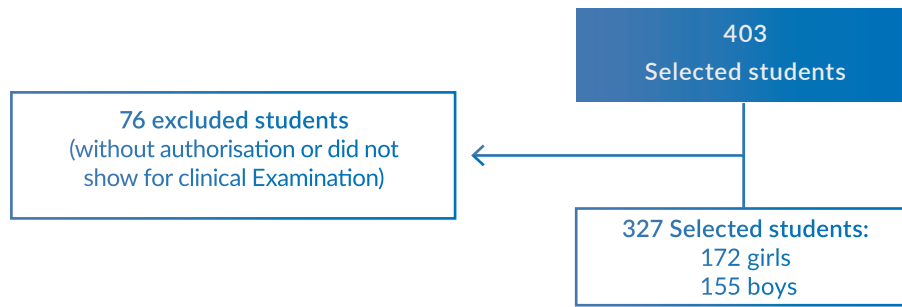 403
Selected students
76 excluded students
(without authorisation or did not
show for clinical Examination)
327 Selected students:
172 girls
155 boys